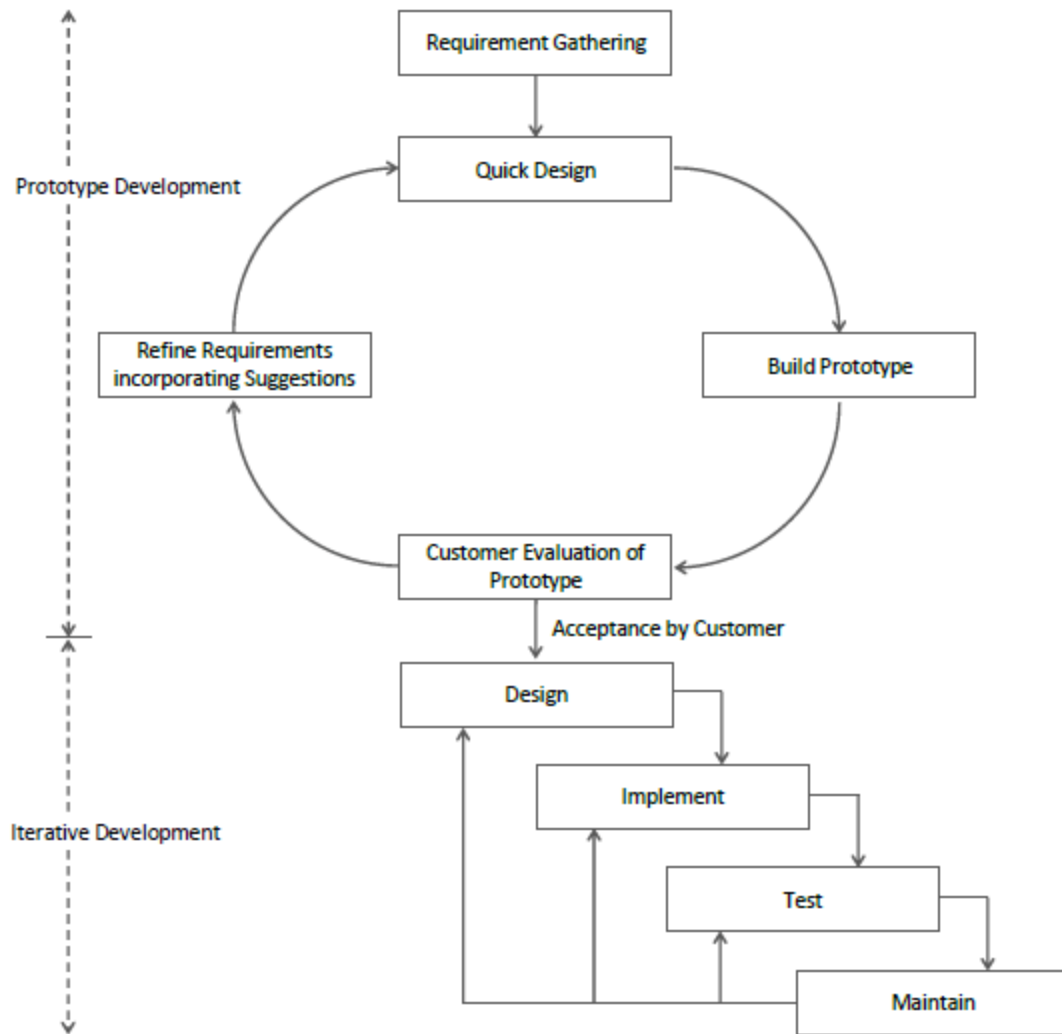 Requirement Gathering
Quick Design
Prototype Development
Refine Requirements
incorporating Suggestions
Build Prototype
Customer Evaluation of
Prototype
Acceptance by Customer
Design
Implement
Iterative Development
Test
Maintain